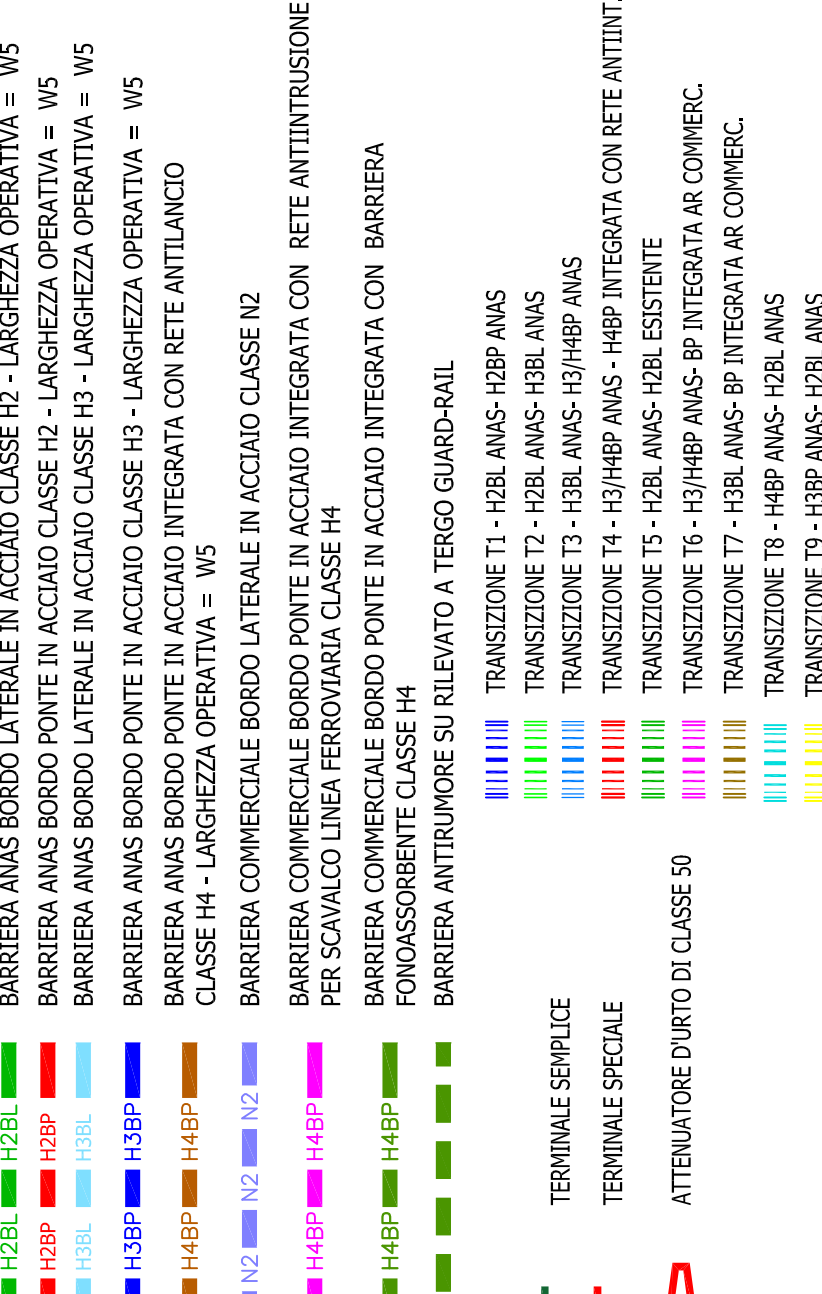 H2BL H2BL BARRIERA ANAS BORDO LATERALE IN ACCIAIO CLASSE H2 - LARGHEZZA OPERATIVA = W5
H2BP H2BP BARRIERA ANAS BORDO PONTE IN ACCIAIO CLASSE H2 - LARGHEZZA OPERATIVA = W5
H3BL H3BL BARRIERA ANAS BORDO LATERALE IN ACCIAIO CLASSE H3 - LARGHEZZA OPERATIVA = W5
H3BP H3BP BARRIERA ANAS BORDO PONTE IN ACCIAIO CLASSE H3 - LARGHEZZA OPERATIVA = W5
H4BP H4BP BARRIERA ANAS BORDO PONTE IN ACCIAIO INTEGRATA CON RETE ANTILANCIO
CLASSE H4 - LARGHEZZA OPERATIVA = W5
N2 N2 N2 BARRIERA COMMERCIALE BORDO LATERALE IN ACCIAIO CLASSE N2
H4BP H4BP BARRIERA COMMERCIALE BORDO PONTE IN ACCIAIO INTEGRATA CON RETE ANTIINTRUSIONE
PER SCAVALCO LINEA FERROVIARIA CLASSE H4
H4BP H4BP BARRIERA COMMERCIALE BORDO PONTE IN ACCIAIO INTEGRATA CON BARRIERA
FONOASSORBENTE CLASSE H4
BARRIERA ANTIRUMORE SU RILEVATO A TERGO GUARD-RAIL
TRANSIZIONE T1 - H2BL ANAS- H2BP ANAS
TRANSIZIONE T2 - H2BL ANAS- H3BL ANAS
TRANSIZIONE T3 - H3BL ANAS- H3/H4BP ANAS
TRANSIZIONE T4 - H3/H4BP ANAS - H4BP INTEGRATA CON RETE ANTIINT.
TRANSIZIONE T5 - H2BL ANAS- H2BL ESISTENTE
TRANSIZIONE T6 - H3/H4BP ANAS- BP INTEGRATA AR COMMERC.
TRANSIZIONE T7 - H3BL ANAS- BP INTEGRATA AR COMMERC.
TRANSIZIONE T8 - H4BP ANAS- H2BL ANAS
TRANSIZIONE T9 - H3BP ANAS- H2BL ANAS
TERMINALE SEMPLICE
TERMINALE SPECIALE
ATTENUATORE D'URTO DI CLASSE 50